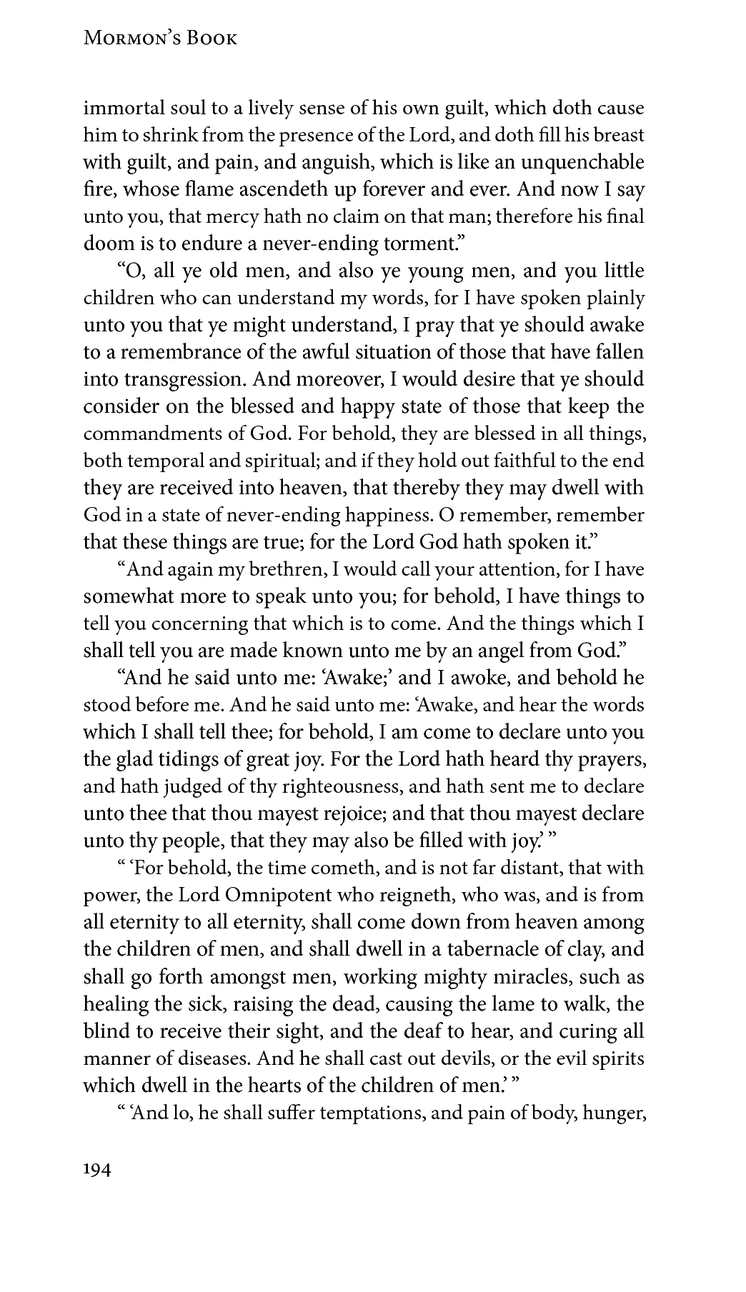 Mormon’s Book
immortal soul to a lively sense of his own guilt, which doth cause
him to shrink from the presence of the Lord, and doth fill his breast
with guilt, and pain, and anguish, which is like an unquenchable
fire, whose flame ascendeth up forever and ever. And now I say
unto you, that mercy hath no claim on that man; therefore his final
doom is to endure a never-ending torment.”
“O, all ye old men, and also ye young men, and you little
children who can understand my words, for I have spoken plainly
unto you that ye might understand, I pray that ye should awake
to a remembrance of the awful situation of those that have fallen
into transgression. And moreover, I would desire that ye should
consider on the blessed and happy state of those that keep the
commandments of God. For behold, they are blessed in all things,
both temporal and spiritual; and if they hold out faithful to the end
they are received into heaven, that thereby they may dwell with
God in a state of never-ending happiness. O remember, remember
that these things are true; for the Lord God hath spoken it.”
“And again my brethren, I would call your attention, for I have
somewhat more to speak unto you; for behold, I have things to
tell you concerning that which is to come. And the things which I
shall tell you are made known unto me by an angel from God.”
“And he said unto me: ‘Awake;’ and I awoke, and behold he
stood before me. And he said unto me: ‘Awake, and hear the words
which I shall tell thee; for behold, I am come to declare unto you
the glad tidings of great joy. For the Lord hath heard thy prayers,
and hath judged of thy righteousness, and hath sent me to declare
unto thee that thou mayest rejoice; and that thou mayest declare
unto thy people, that they may also be filled with joy.’ ”
“ ‘For behold, the time cometh, and is not far distant, that with
power, the Lord Omnipotent who reigneth, who was, and is from
all eternity to all eternity, shall come down from heaven among
the children of men, and shall dwell in a tabernacle of clay, and
shall go forth amongst men, working mighty miracles, such as
healing the sick, raising the dead, causing the lame to walk, the
blind to receive their sight, and the deaf to hear, and curing all
manner of diseases. And he shall cast out devils, or the evil spirits
which dwell in the hearts of the children of men.’ ”
“ ‘And lo, he shall suffer temptations, and pain of body, hunger,
194